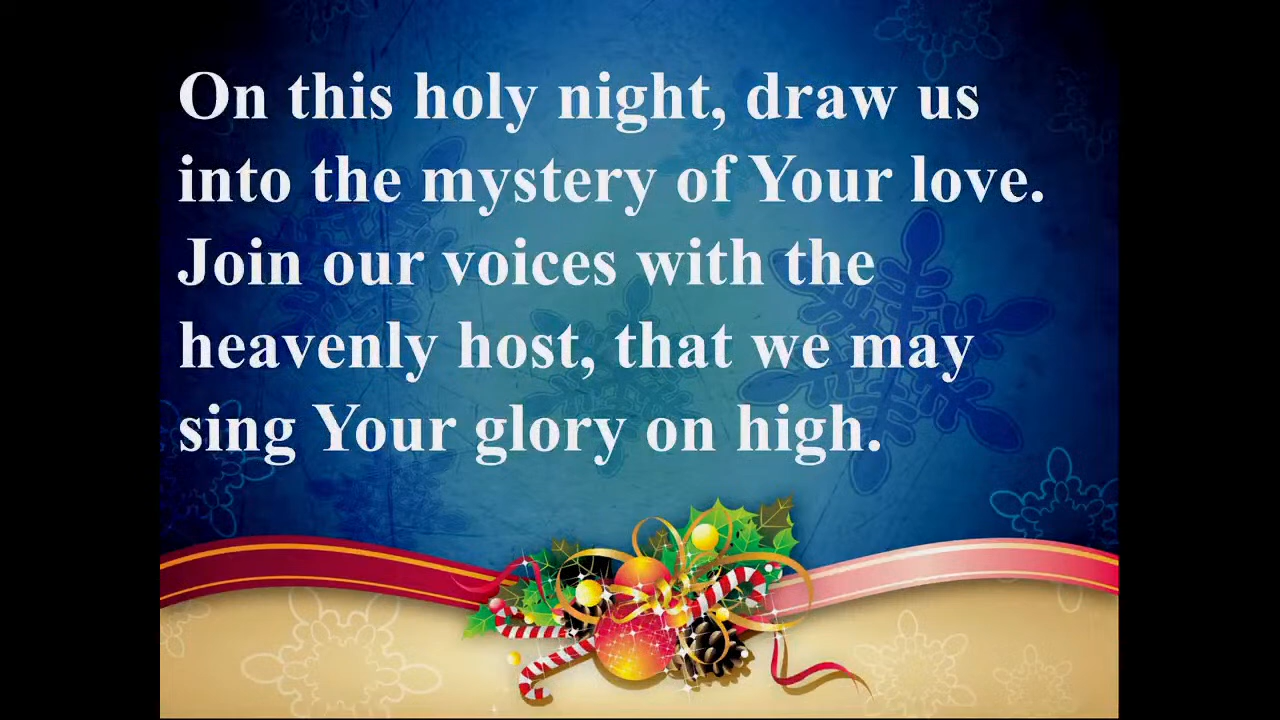 On this holy night, draw us
into the mystery of Your love.
Join our voices with the
heavenly host, that we may
sing Your glory on high.